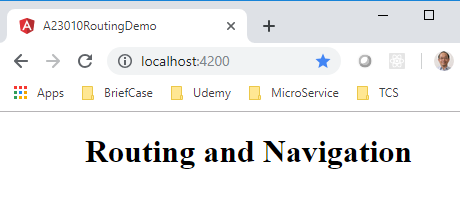 A23010RoutingDemo
localhost:4200
Apps BriefCase Udemy MicroService TCS
Routing and Navigation